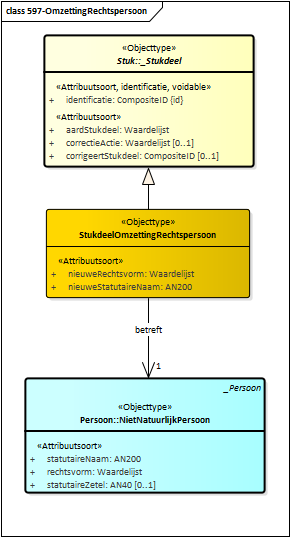 class 597-OmzettingRechtspersoon
«Objecttype»
Stuk::_Stukdeel
«Attribuutsoort, identificatie, voidable»
+ identificatie: CompositeID {id}
«Attribuutsoort»
+ aardStukdeel: Waardelijst
+ correctieActie: Waardelijst [0..1]
+ corrigeertStukdeel: CompositeID [0..1]
«Objecttype»
StukdeelOmzettingRechtspersoon
«Attribuutsoort»
+ nieuweRechtsvorm: Waardelijst
+ nieuweStatutaireNaam: AN200
betreft
1
_Persoon
«Objecttype»
Persoon::NietNatuurlijkPersoon
«Attribuutsoort»
+ statutaireNaam: AN200
+ rechtsvorm: Waardelijst
+ statutaireZetel: AN40 [0..1]